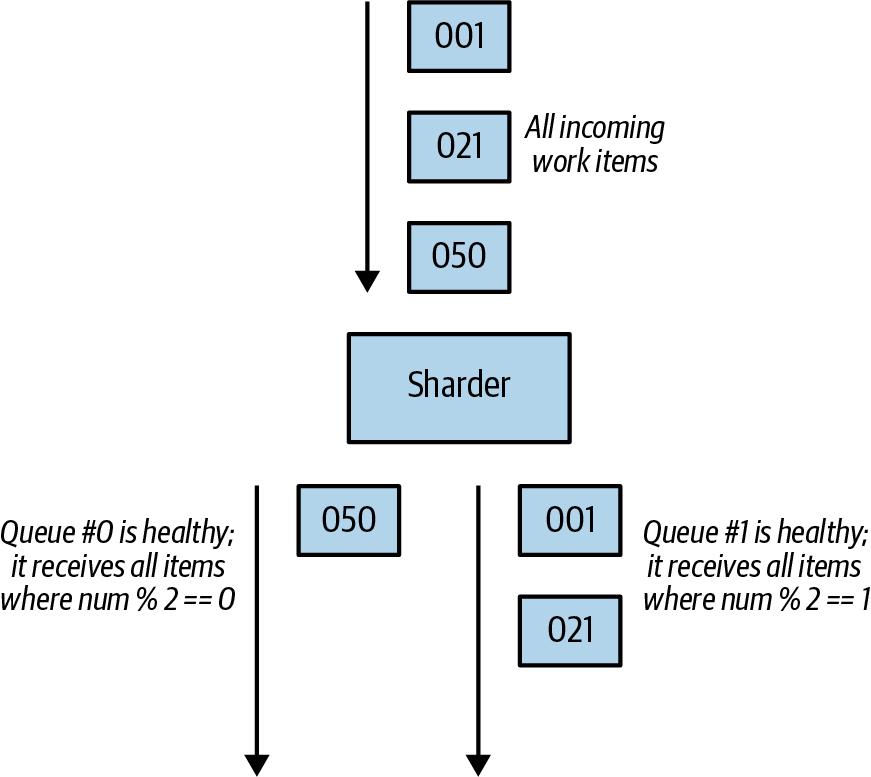 001
021
All incoming
work items
050
Sharder
050
001
Queue #0 is healthy;
it receives all items
where num % 2 == 0
Queue #1 is healthy;
it receives all items
where num % 2 == 1
021